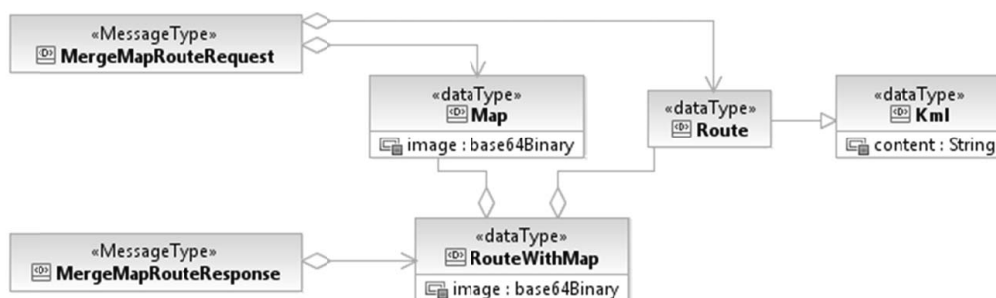 «MessageType»
MergeMapRouteRequest
«dataType»
Map
image : base64Binary
«dataType»
Route
«dataType»
Kml
content : String
«MessageType»
MergeMapRouteResponse
«dataType»
RouteWithMap
image : base64Binary